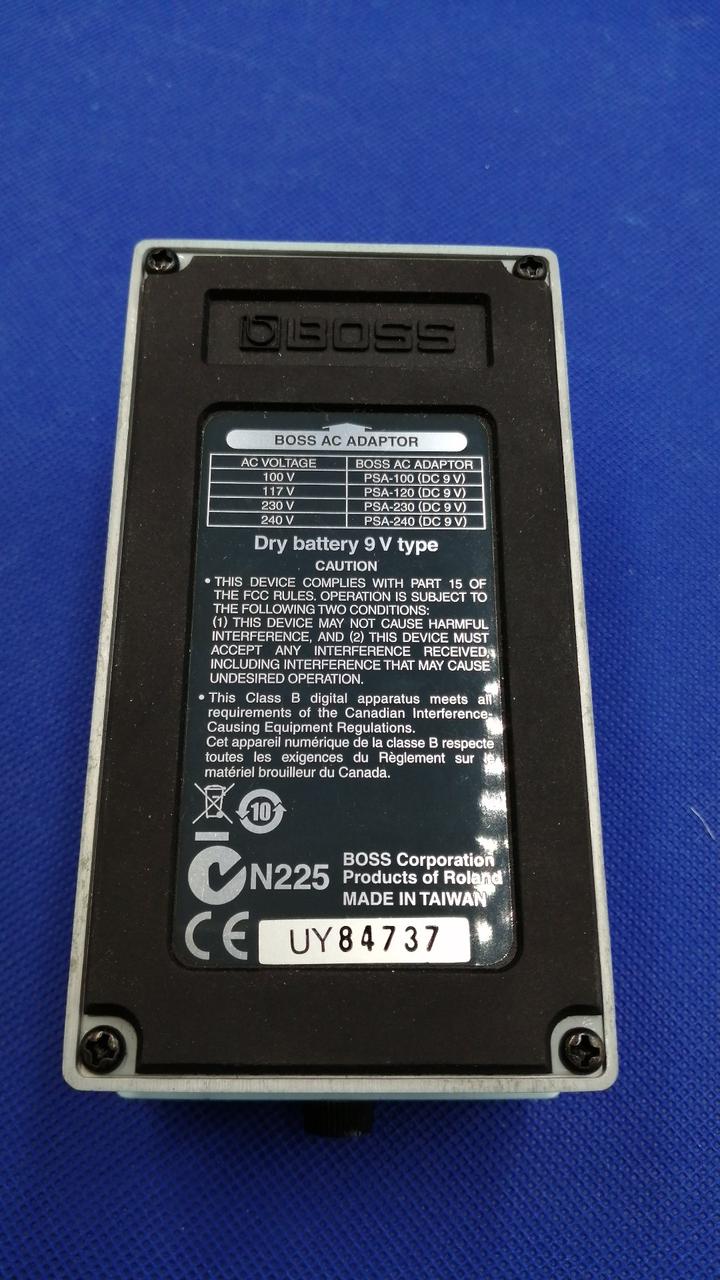 BOSS
BOSS AC ADAPTOR
AC VOLTAGE BOSS AC ADAPTOR
100 V PSA-100 (DC 9 V)
117 V PSA-120 (DC 9 V)
230 V PSA-230 (DC 9 V)
240 V PSA-240 (DC 9 V)
Dry battery 9 V type
CAUTION
• THIS DEVICE COMPLIES WITH PART 15 OF
THE FCC RULES. OPERATION IS SUBJECT TO
THE FOLLOWING TWO CONDITIONS:
(1) THIS DEVICE MAY NOT CAUSE HARMFUL
INTERFERENCE, AND (2) THIS DEVICE MUST
ACCEPT ANY INTERFERENCE RECEIVED,
INCLUDING INTERFERENCE THAT MAY CAUSE
UNDESIRED OPERATION.
• This Class B digital apparatus meets all
requirements of the Canadian Interference-
Causing Equipment Regulations.
Cet appareil numérique de la classe B respecte
toutes les exigences du Règlement sur le
matériel brouilleur du Canada.
10
N225
BOSS Corporation
Products of Roland
MADE IN TAIWAN
CE
UY84737